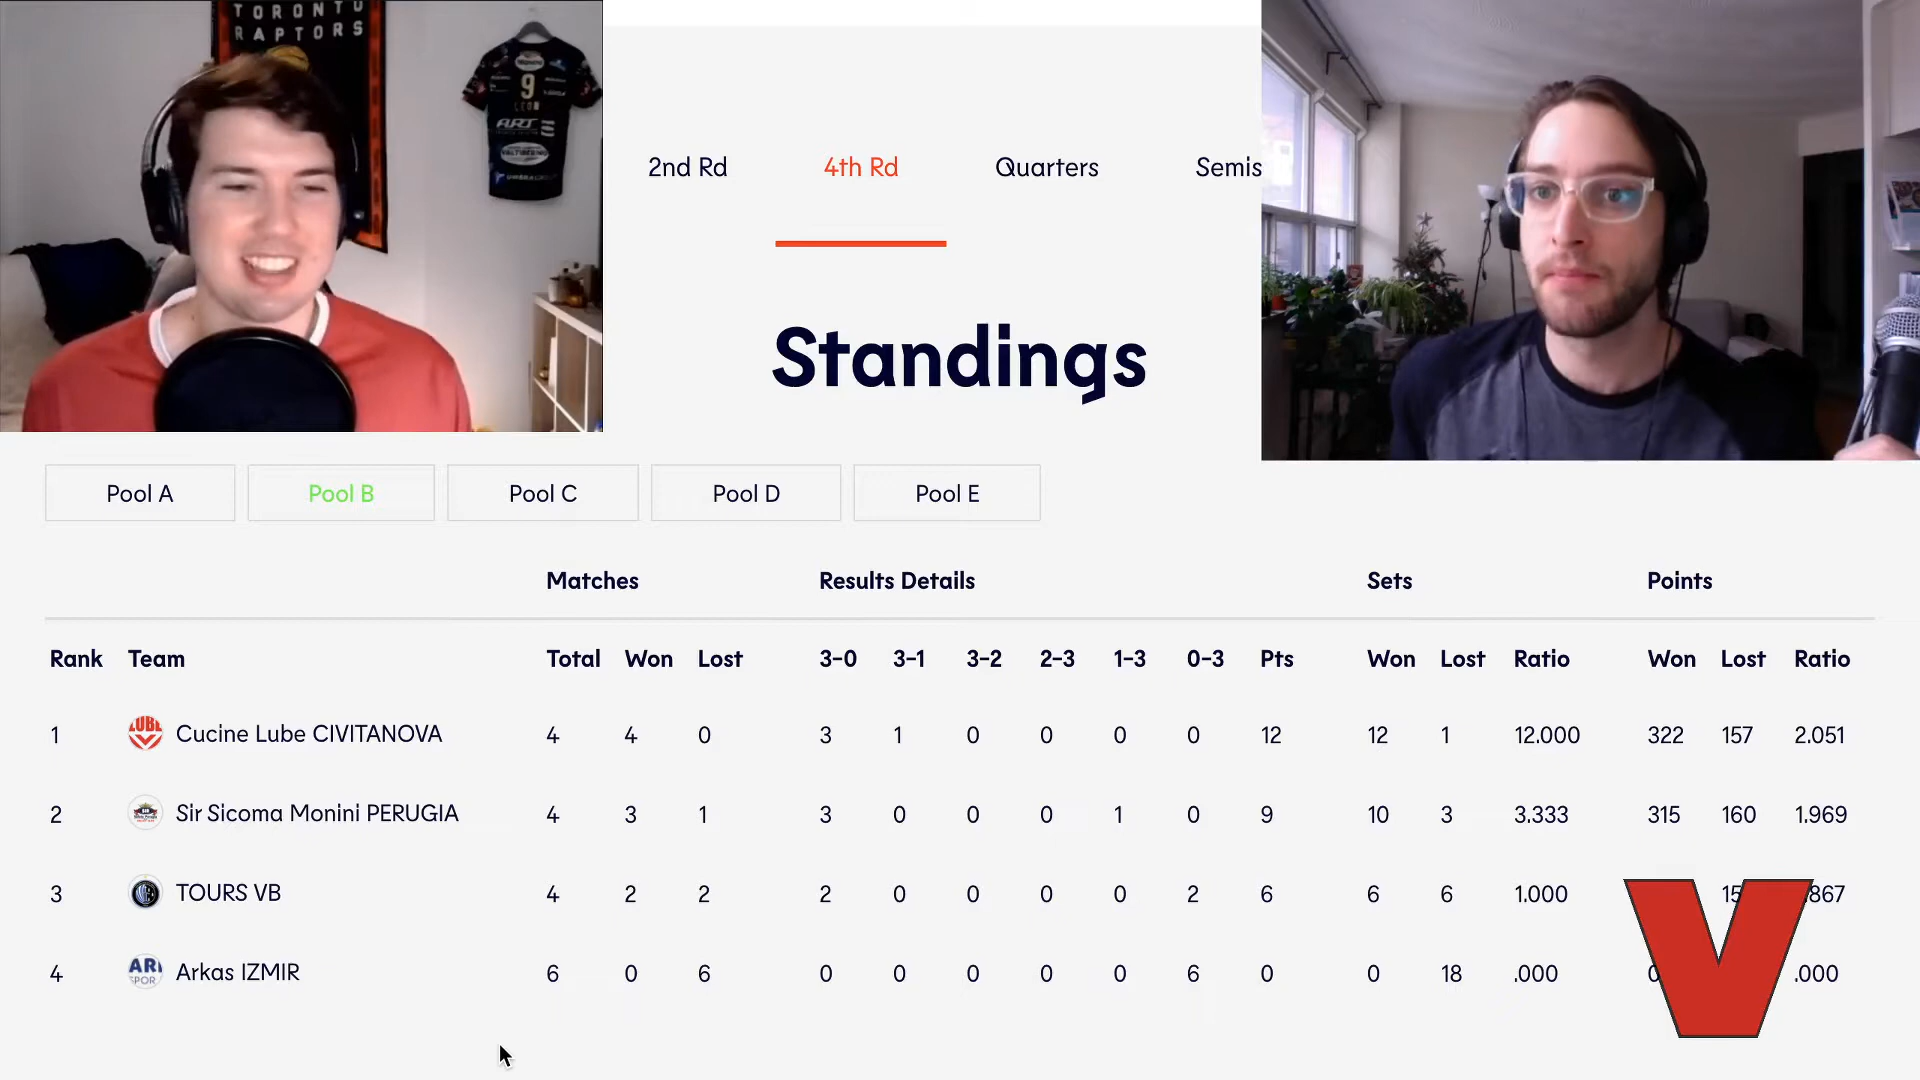 TORONTO
RAPTORS
9
LEON
ART
2nd Rd
4th Rd
Quarters
Semis
Standings
Pool A
Pool B
Pool C
Pool D
Pool E
Matches Results Details Sets Points
Rank Team Total Won Lost 3-0 3-1 3-2 2-3 1-3 0-3 Pts Won Lost Ratio Won Lost Ratio
1 Cucine Lube CIVITANOVA 4 4 0 3 1 0 0 0 0 12 12 1 12.000 322 157 2.051
2 Sir Sicoma Monini PERUGIA 4 3 1 3 0 0 0 1 0 9 10 3 3.333 315 160 1.969
3 TOURS VB 4 2 2 2 0 0 0 0 2 6 6 6 1.000 15 867
4 Arkas IZMIR 6 0 6 0 0 0 0 0 6 0 0 18 .000 0 .000
V